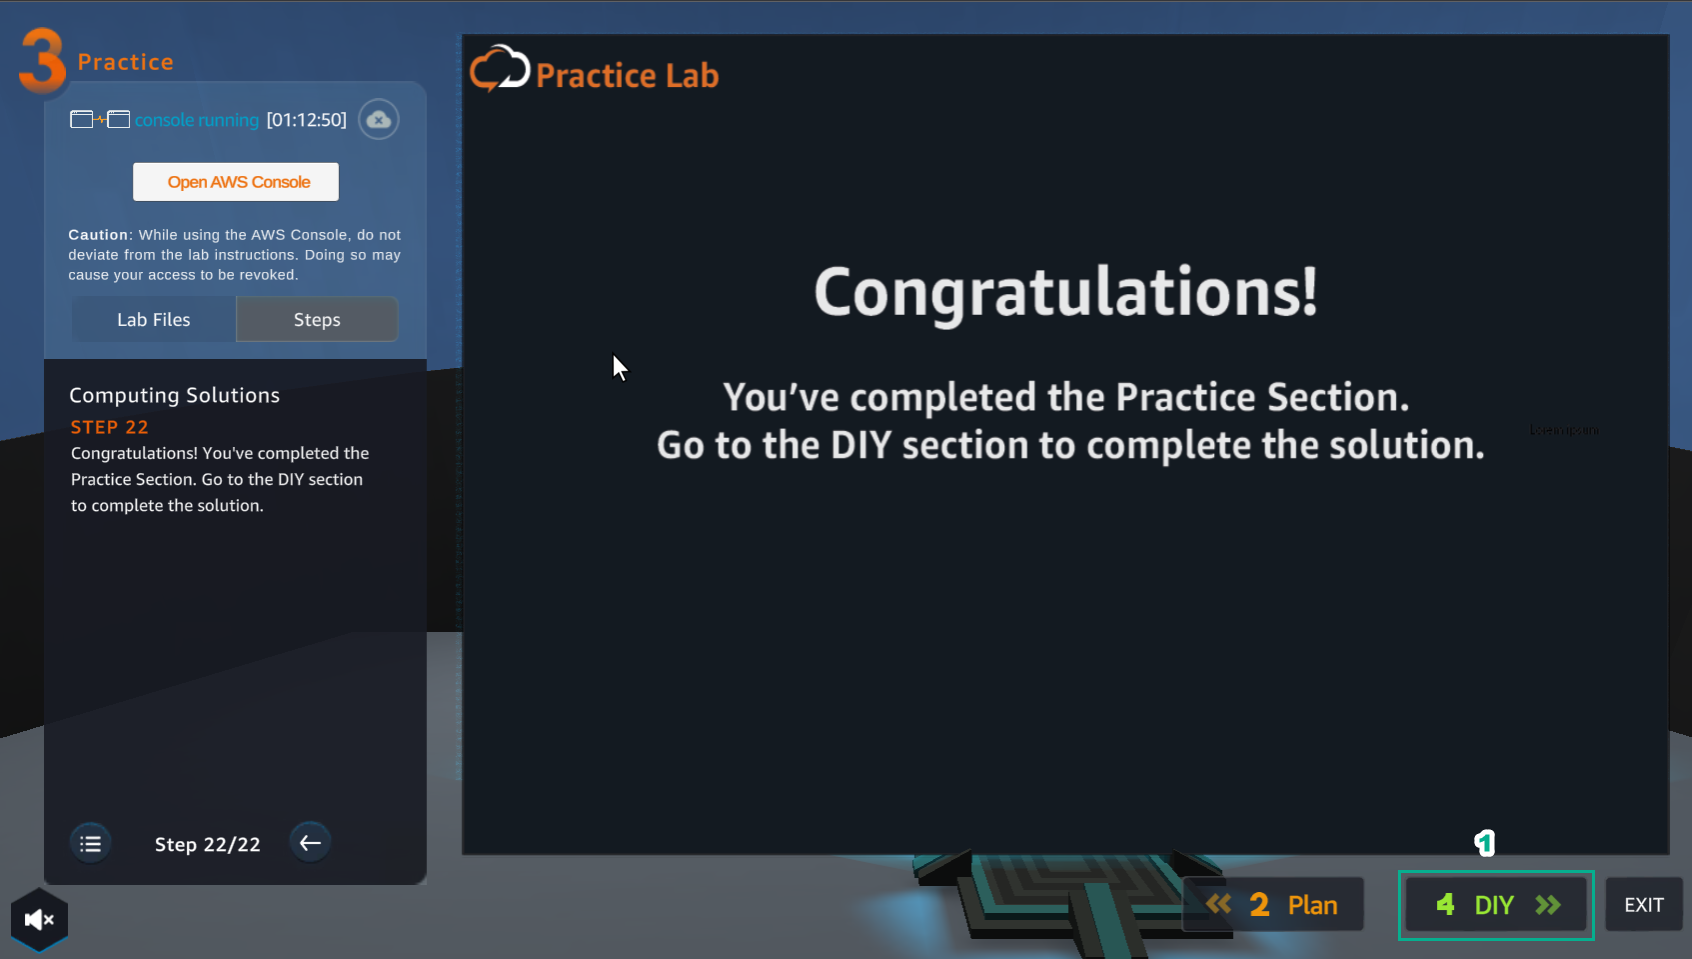 3 Practice
console running [01:12:50]
Open AWS Console
Caution: While using the AWS Console, do not
deviate from the lab instructions. Doing so may
cause your access to be revoked.
Lab Files
Steps
Computing Solutions
STEP 22
Congratulations! You've completed the
Practice Section. Go to the DIY section
to complete the solution.
Step 22/22
Practice Lab
Congratulations!
You’ve completed the Practice Section.
Go to the DIY section to complete the solution.
1
2 Plan
4 DIY
EXIT